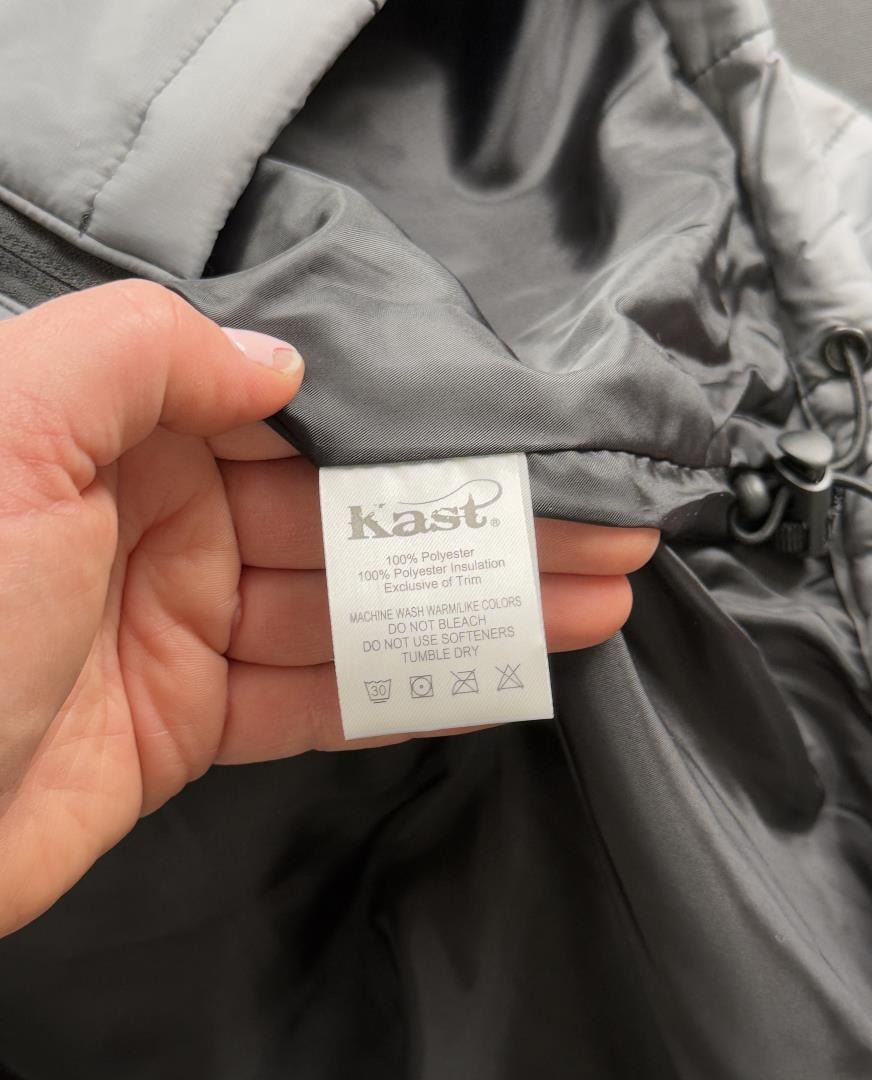 Kast®
100% Polyester
100% Polyester Insulation
Exclusive of Trim
MACHINE WASH WARM/LIKE COLORS
DO NOT BLEACH
DO NOT USE SOFTENERS
TUMBLE DRY
30